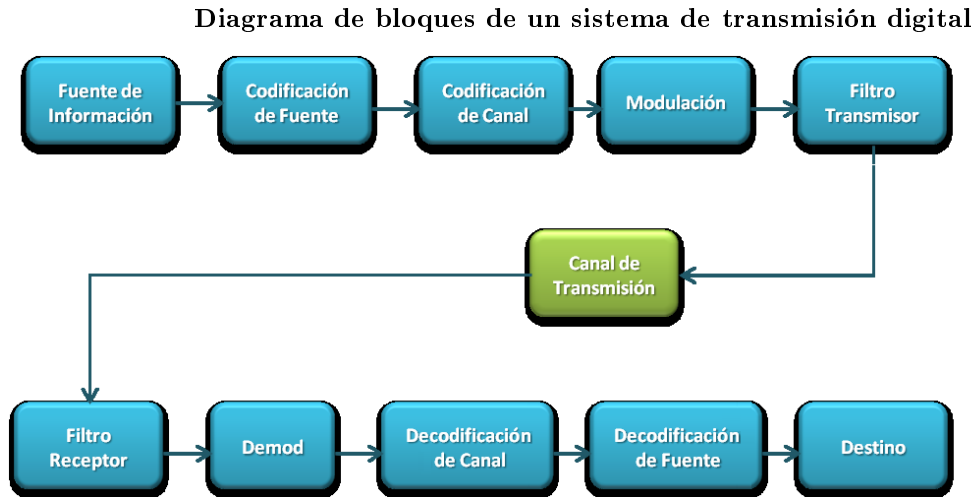 Diagrama de bloques de un sistema de transmisión digital
Fuente de
Información
Codificación
de Fuente
Codificación
de Canal
Modulación
Filtro
Transmisor
Canal de
Transmisión
Filtro
Receptor
Demod
Decodificación
de Canal
Decodificación
de Fuente
Destino